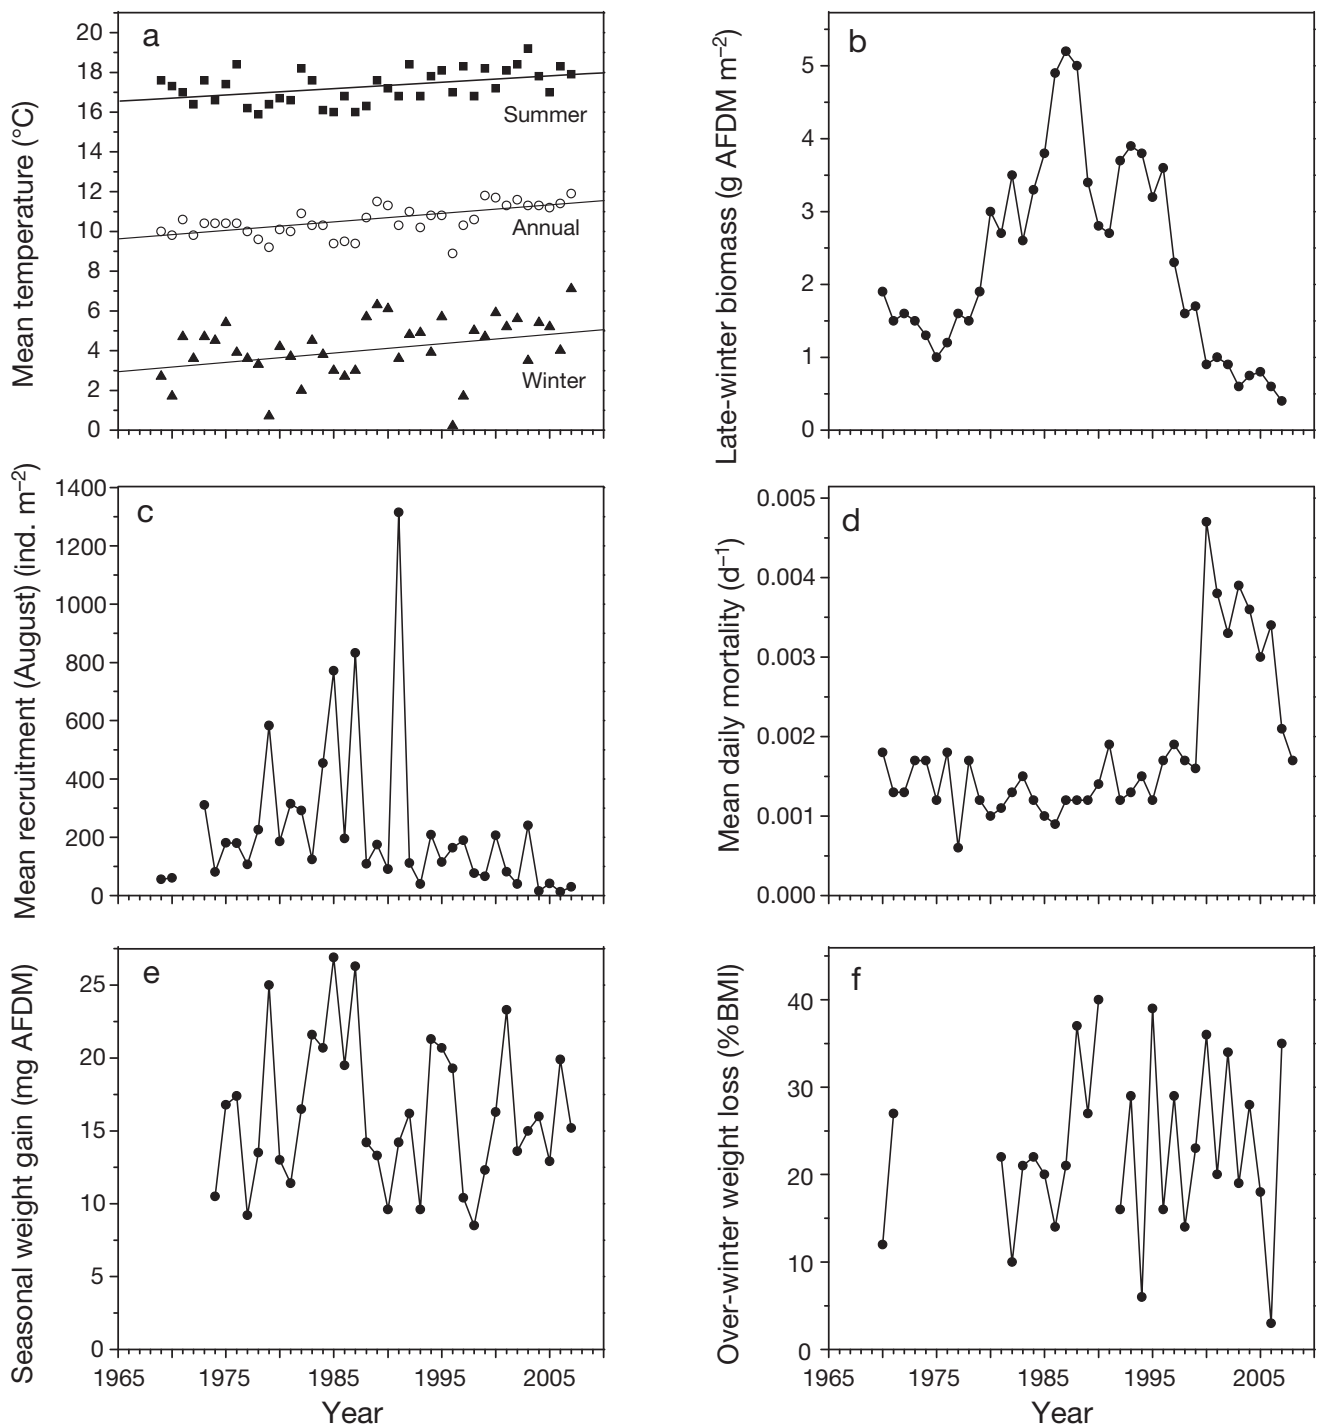 a
Mean temperature (°C)
20
18
16
14
12
10
8
6
4
2
0
Summer
Annual
Winter
b
Late-winter biomass (g AFDM m–2)
5
4
3
2
1
0
c
Mean recruitment (August) (ind. m–2)
1400
1200
1000
800
600
400
200
0
d
Mean daily mortality (d–1)
0.005
0.004
0.003
0.002
0.001
0.000
e
Seasonal weight gain (mg AFDM)
25
20
15
10
5
0
1965 1975 1985 1995 2005
Year
f
Over-winter weight loss (%BMI)
40
30
20
10
0
1965 1975 1985 1995 2005
Year